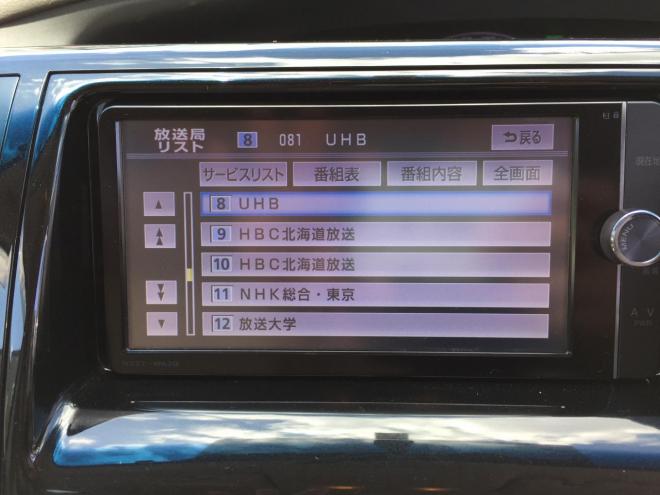 放送局
リスト
8 081 UHB
戻る
サービスリスト 番組表 番組内容 全画面
8 UHB
9 HBC北海道放送
10 HBC北海道放送
11 NHK総合・東京
12 放送大学
現在地
MENU
A V